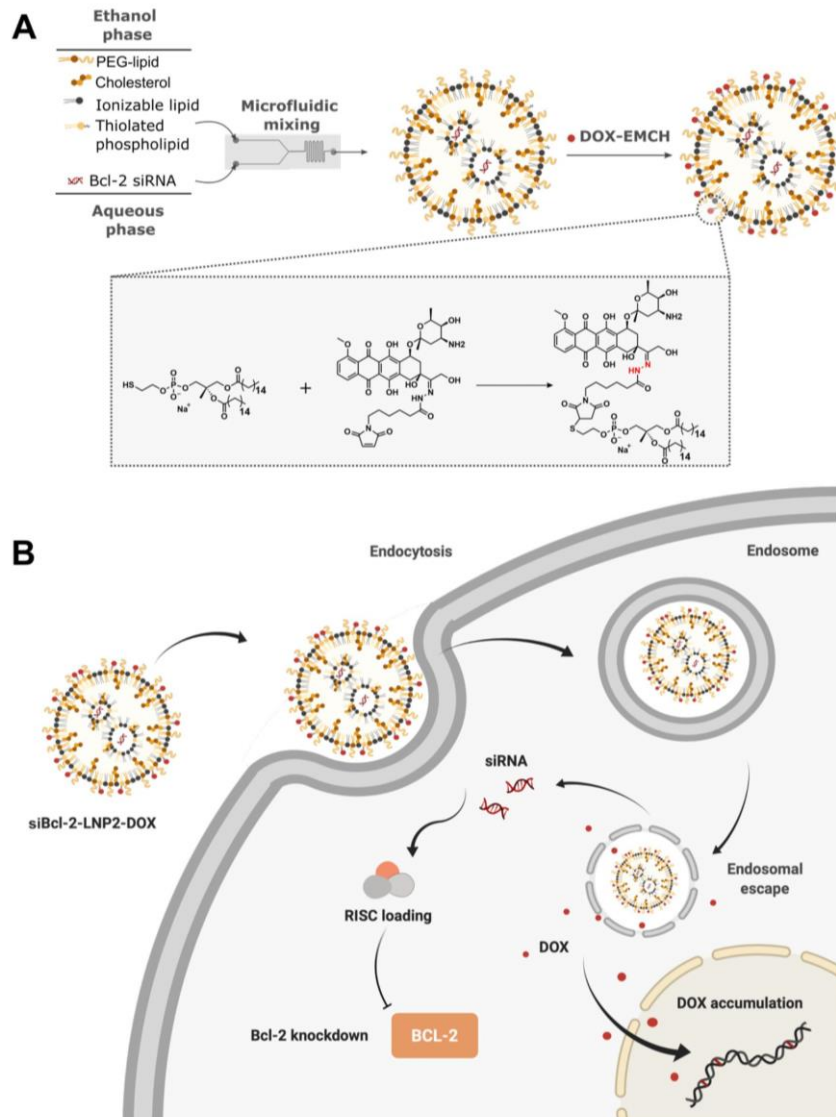 A
Ethanol
phase
PEG-lipid
Cholesterol
Ionizable lipid
Thiolated
phospholipid
Bcl-2 siRNA
Aqueous
phase
Microfluidic
mixing
DOX-EMCH
HS
O
O
P
O
O⁻
Na⁺
O
O
O
14
O
14
+
O
O
OH
O
OH
O
O
OH
NH2
HO
OH
HN
N
O
O
N
O
O
O
OH
O
OH
O
O
OH
NH2
HO
OH
HN
N
O
O
N
O
S
O
O
P
O
O⁻
Na⁺
O
O
O
14
O
14
B
Endocytosis
Endosome
siBcl-2-LNP2-DOX
siRNA
Endosomal
escape
RISC loading
DOX
DOX accumulation
Bcl-2 knockdown
BCL-2